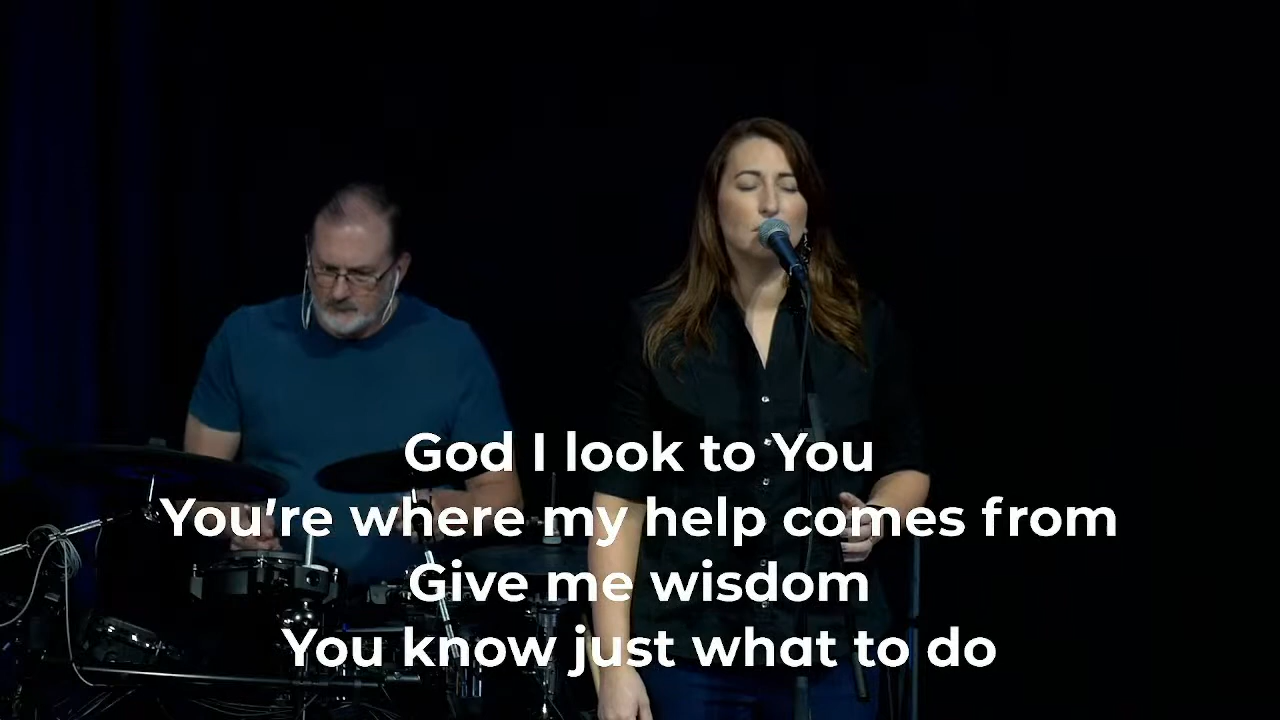 God I look to You
You're where my help comes from
Give me wisdom
You know just what to do